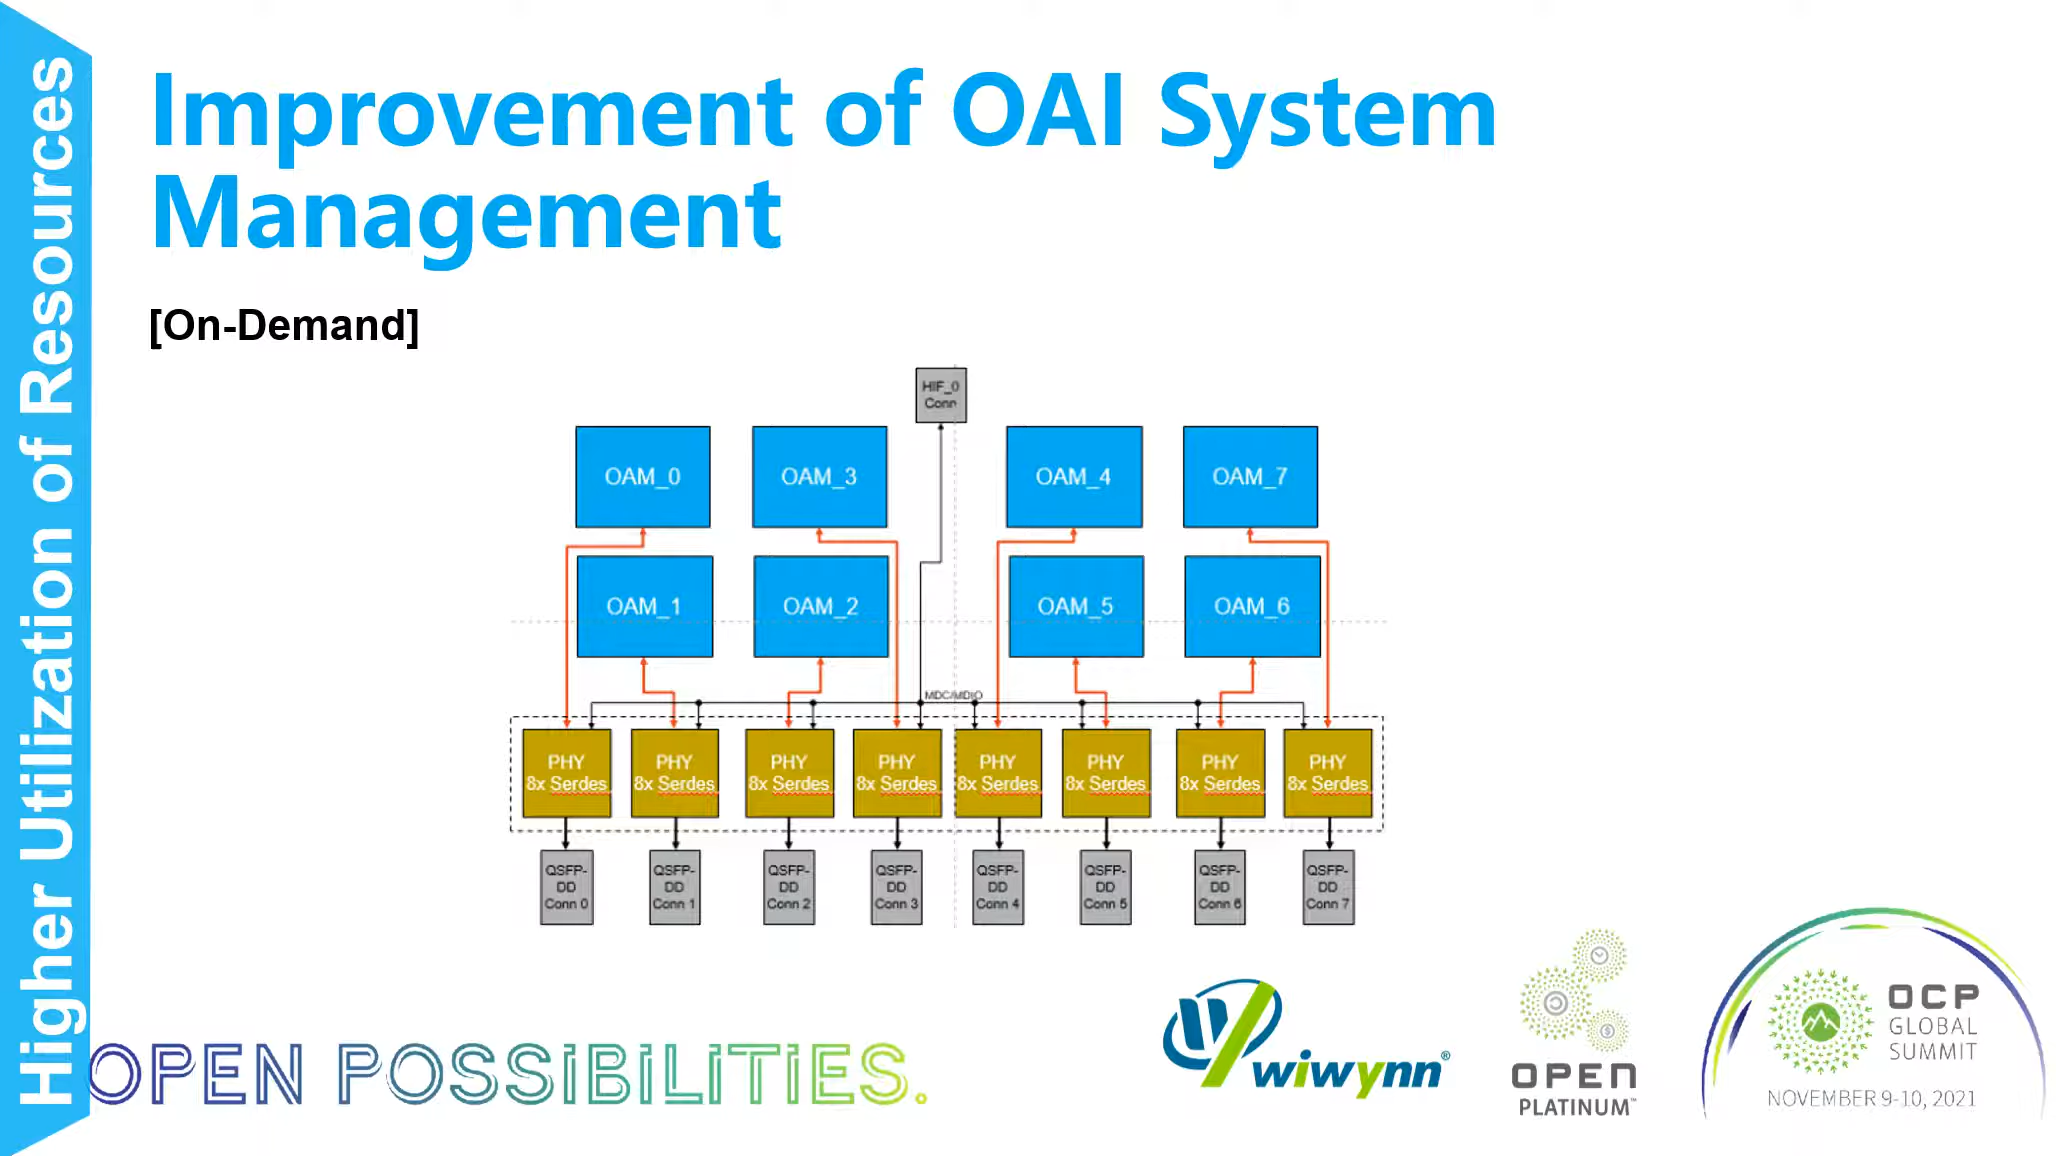 Higher Utilization of Resources
Improvement of OAI System
Management
[On-Demand]
HIF_0
Conn
OAM_0
OAM_3
OAM_4
OAM_7
OAM_1
OAM_2
OAM_5
OAM_6
MDC/MDIO
PHY
8x Serdes
PHY
8x Serdes
PHY
8x Serdes
PHY
8x Serdes
PHY
8x Serdes
PHY
8x Serdes
PHY
8x Serdes
PHY
8x Serdes
QSFP-
DD
Conn 0
QSFP-
DD
Conn 1
QSFP-
DD
Conn 2
QSFP-
DD
Conn 3
QSFP-
DD
Conn 4
QSFP-
DD
Conn 5
QSFP-
DD
Conn 6
QSFP-
DD
Conn 7
OPEN POSSIBILITIES.
wiwynn®
OPEN
PLATINUM™
OCP
GLOBAL
SUMMIT
NOVEMBER 9-10, 2021